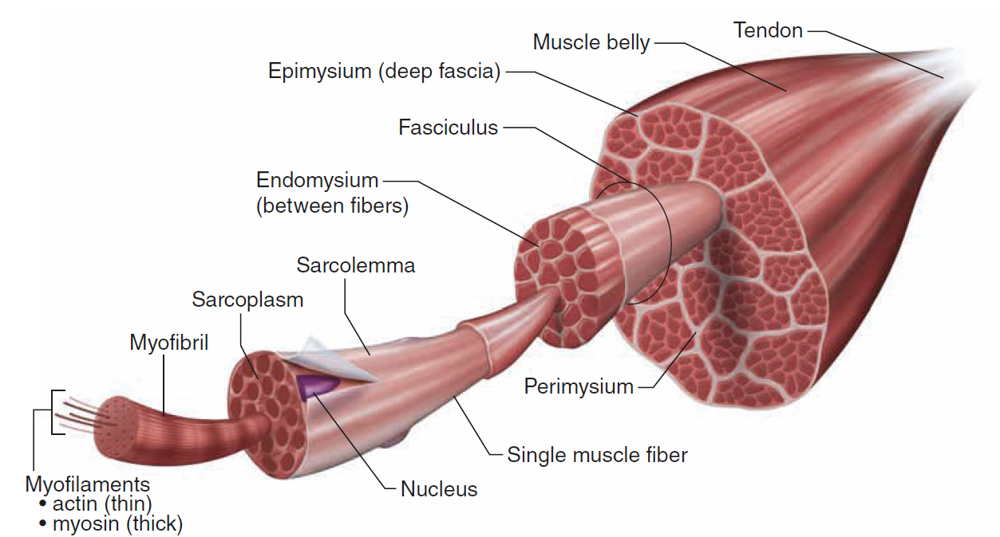 Tendon
Muscle belly
Epimysium (deep fascia)
Fasciculus
Endomysium
(between fibers)
Sarcolemma
Sarcoplasm
Myofibril
Perimysium
Single muscle fiber
Nucleus
Myofilaments
• actin (thin)
• myosin (thick)